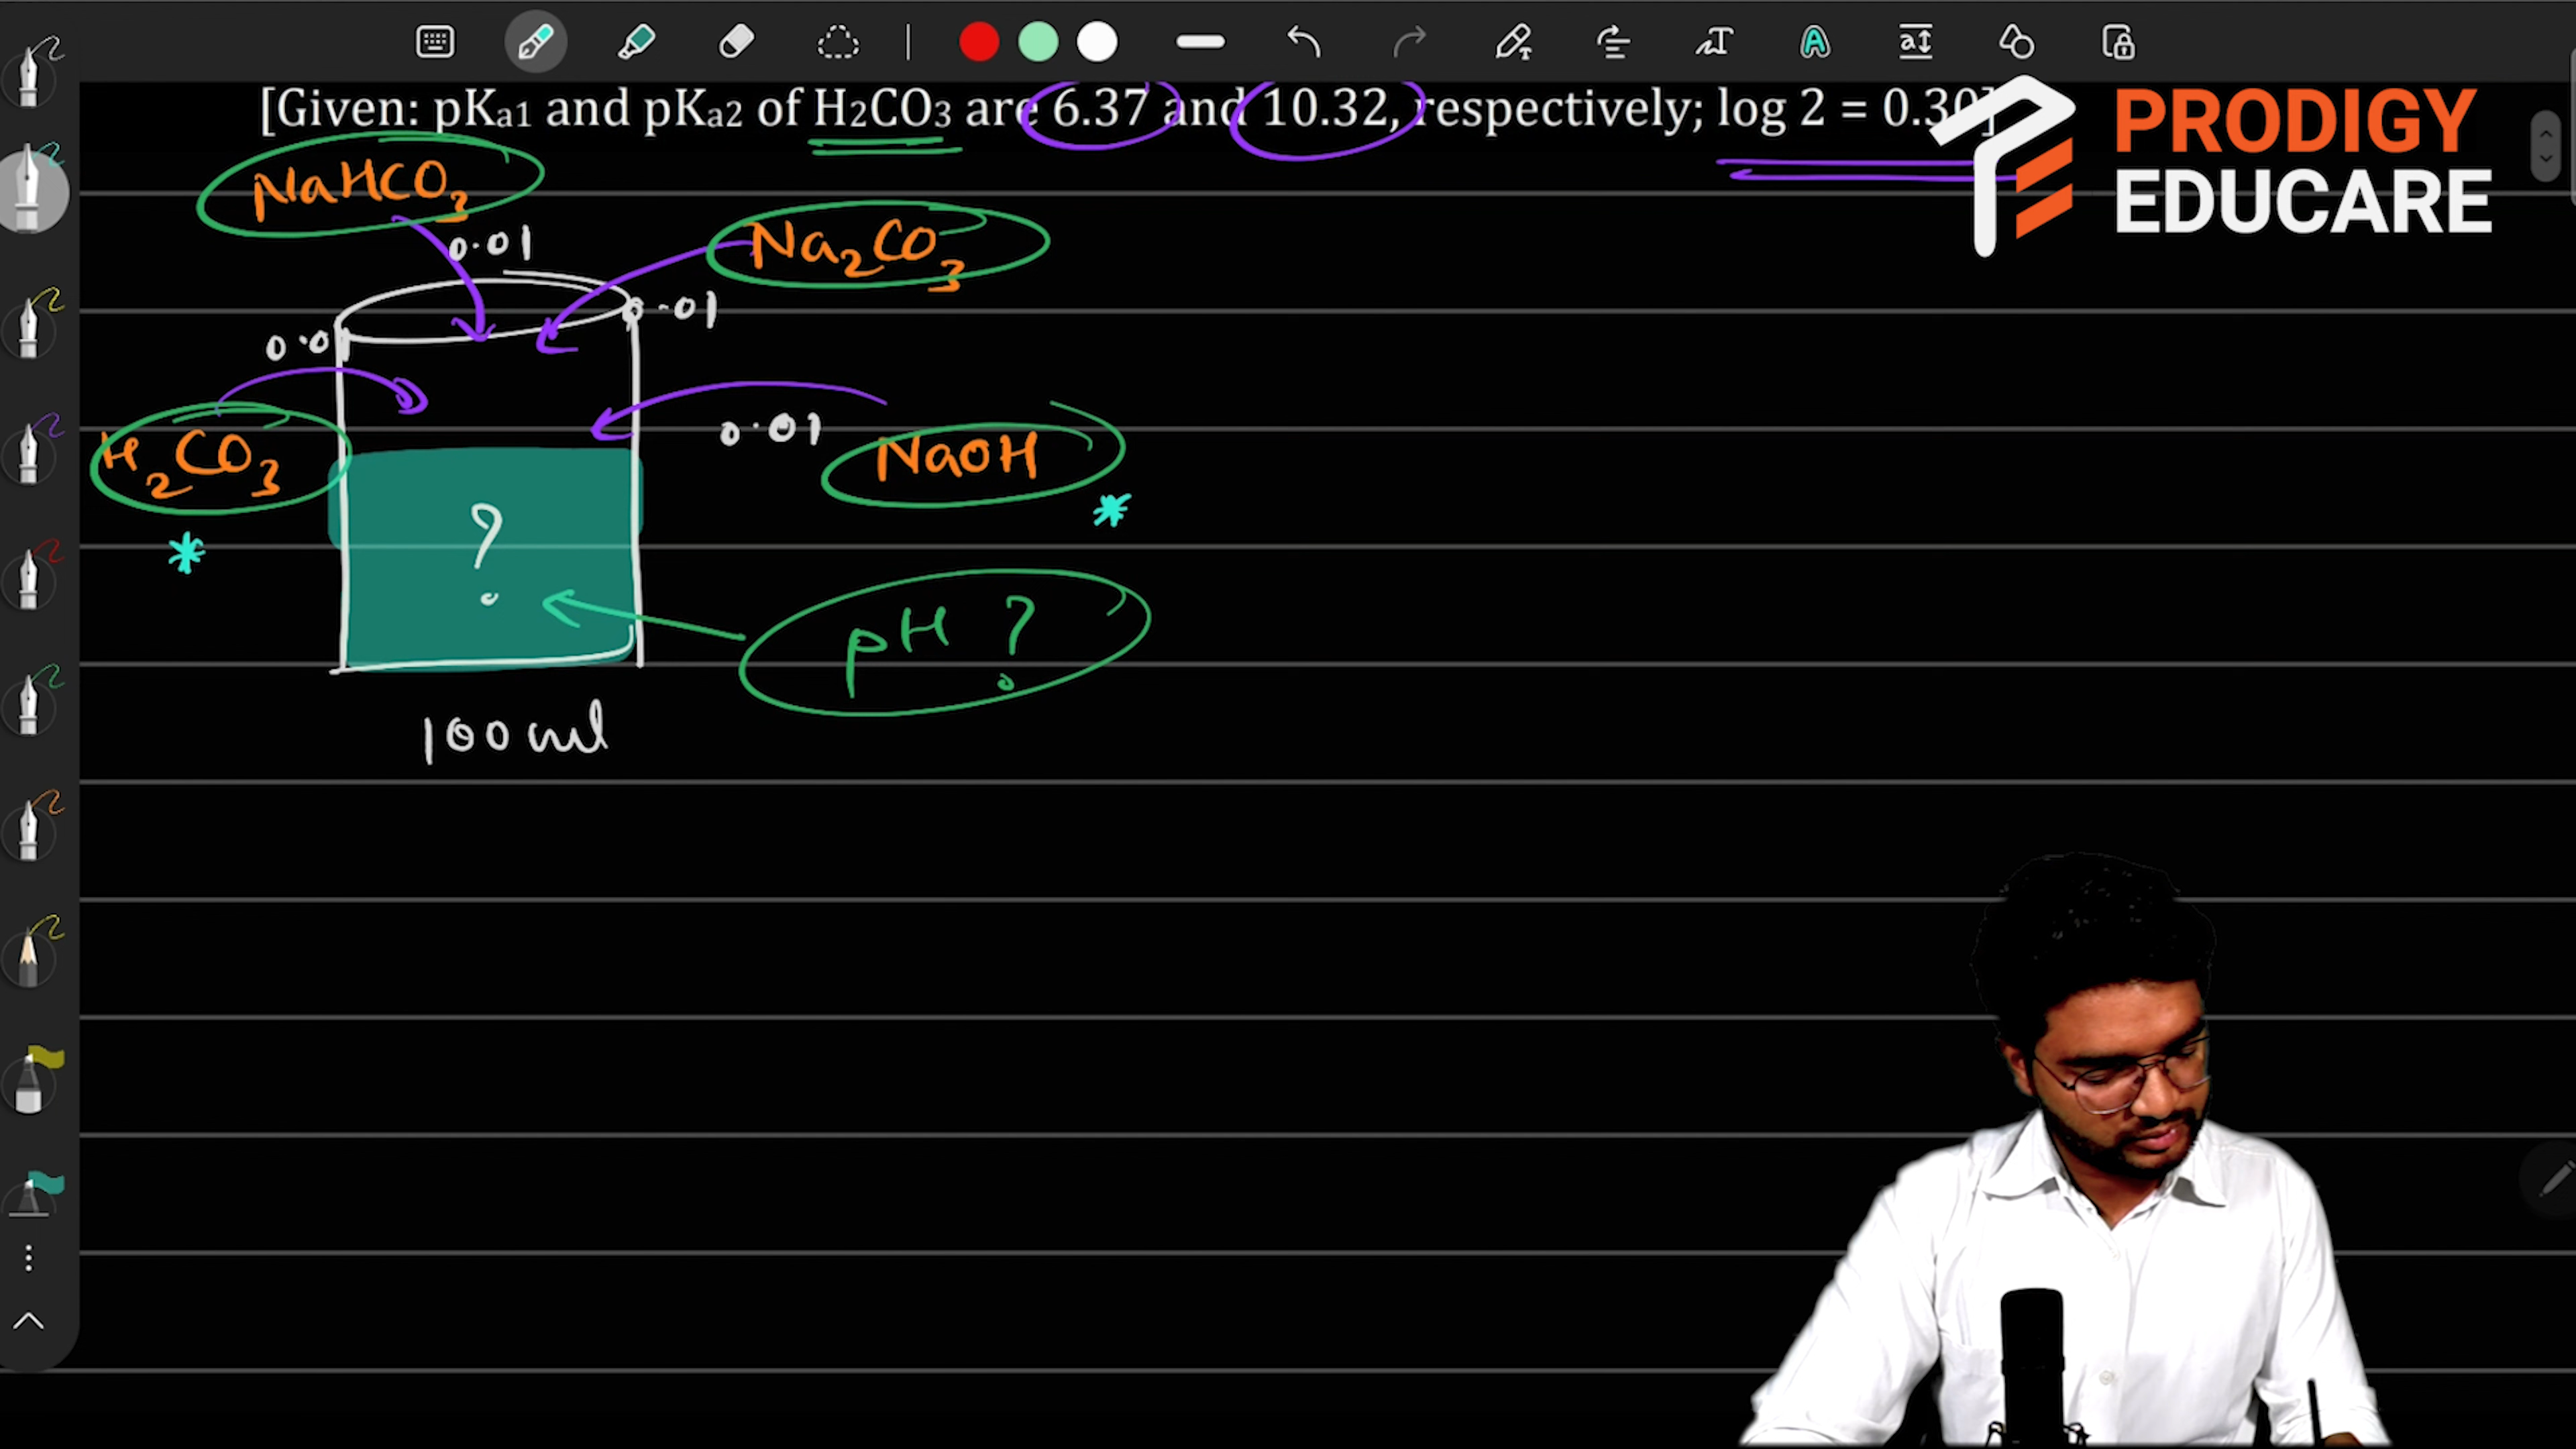 [Given: pKa1 and pKa2 of H2CO3 are 6.37 and 10.32, respectively; log 2 = 0.30]
PRODIGY
EDUCARE
NaHCO3
0.01
Na2CO3
0.01
0.01
H2CO3
0.01
NaOH
?
pH ?
100 ml